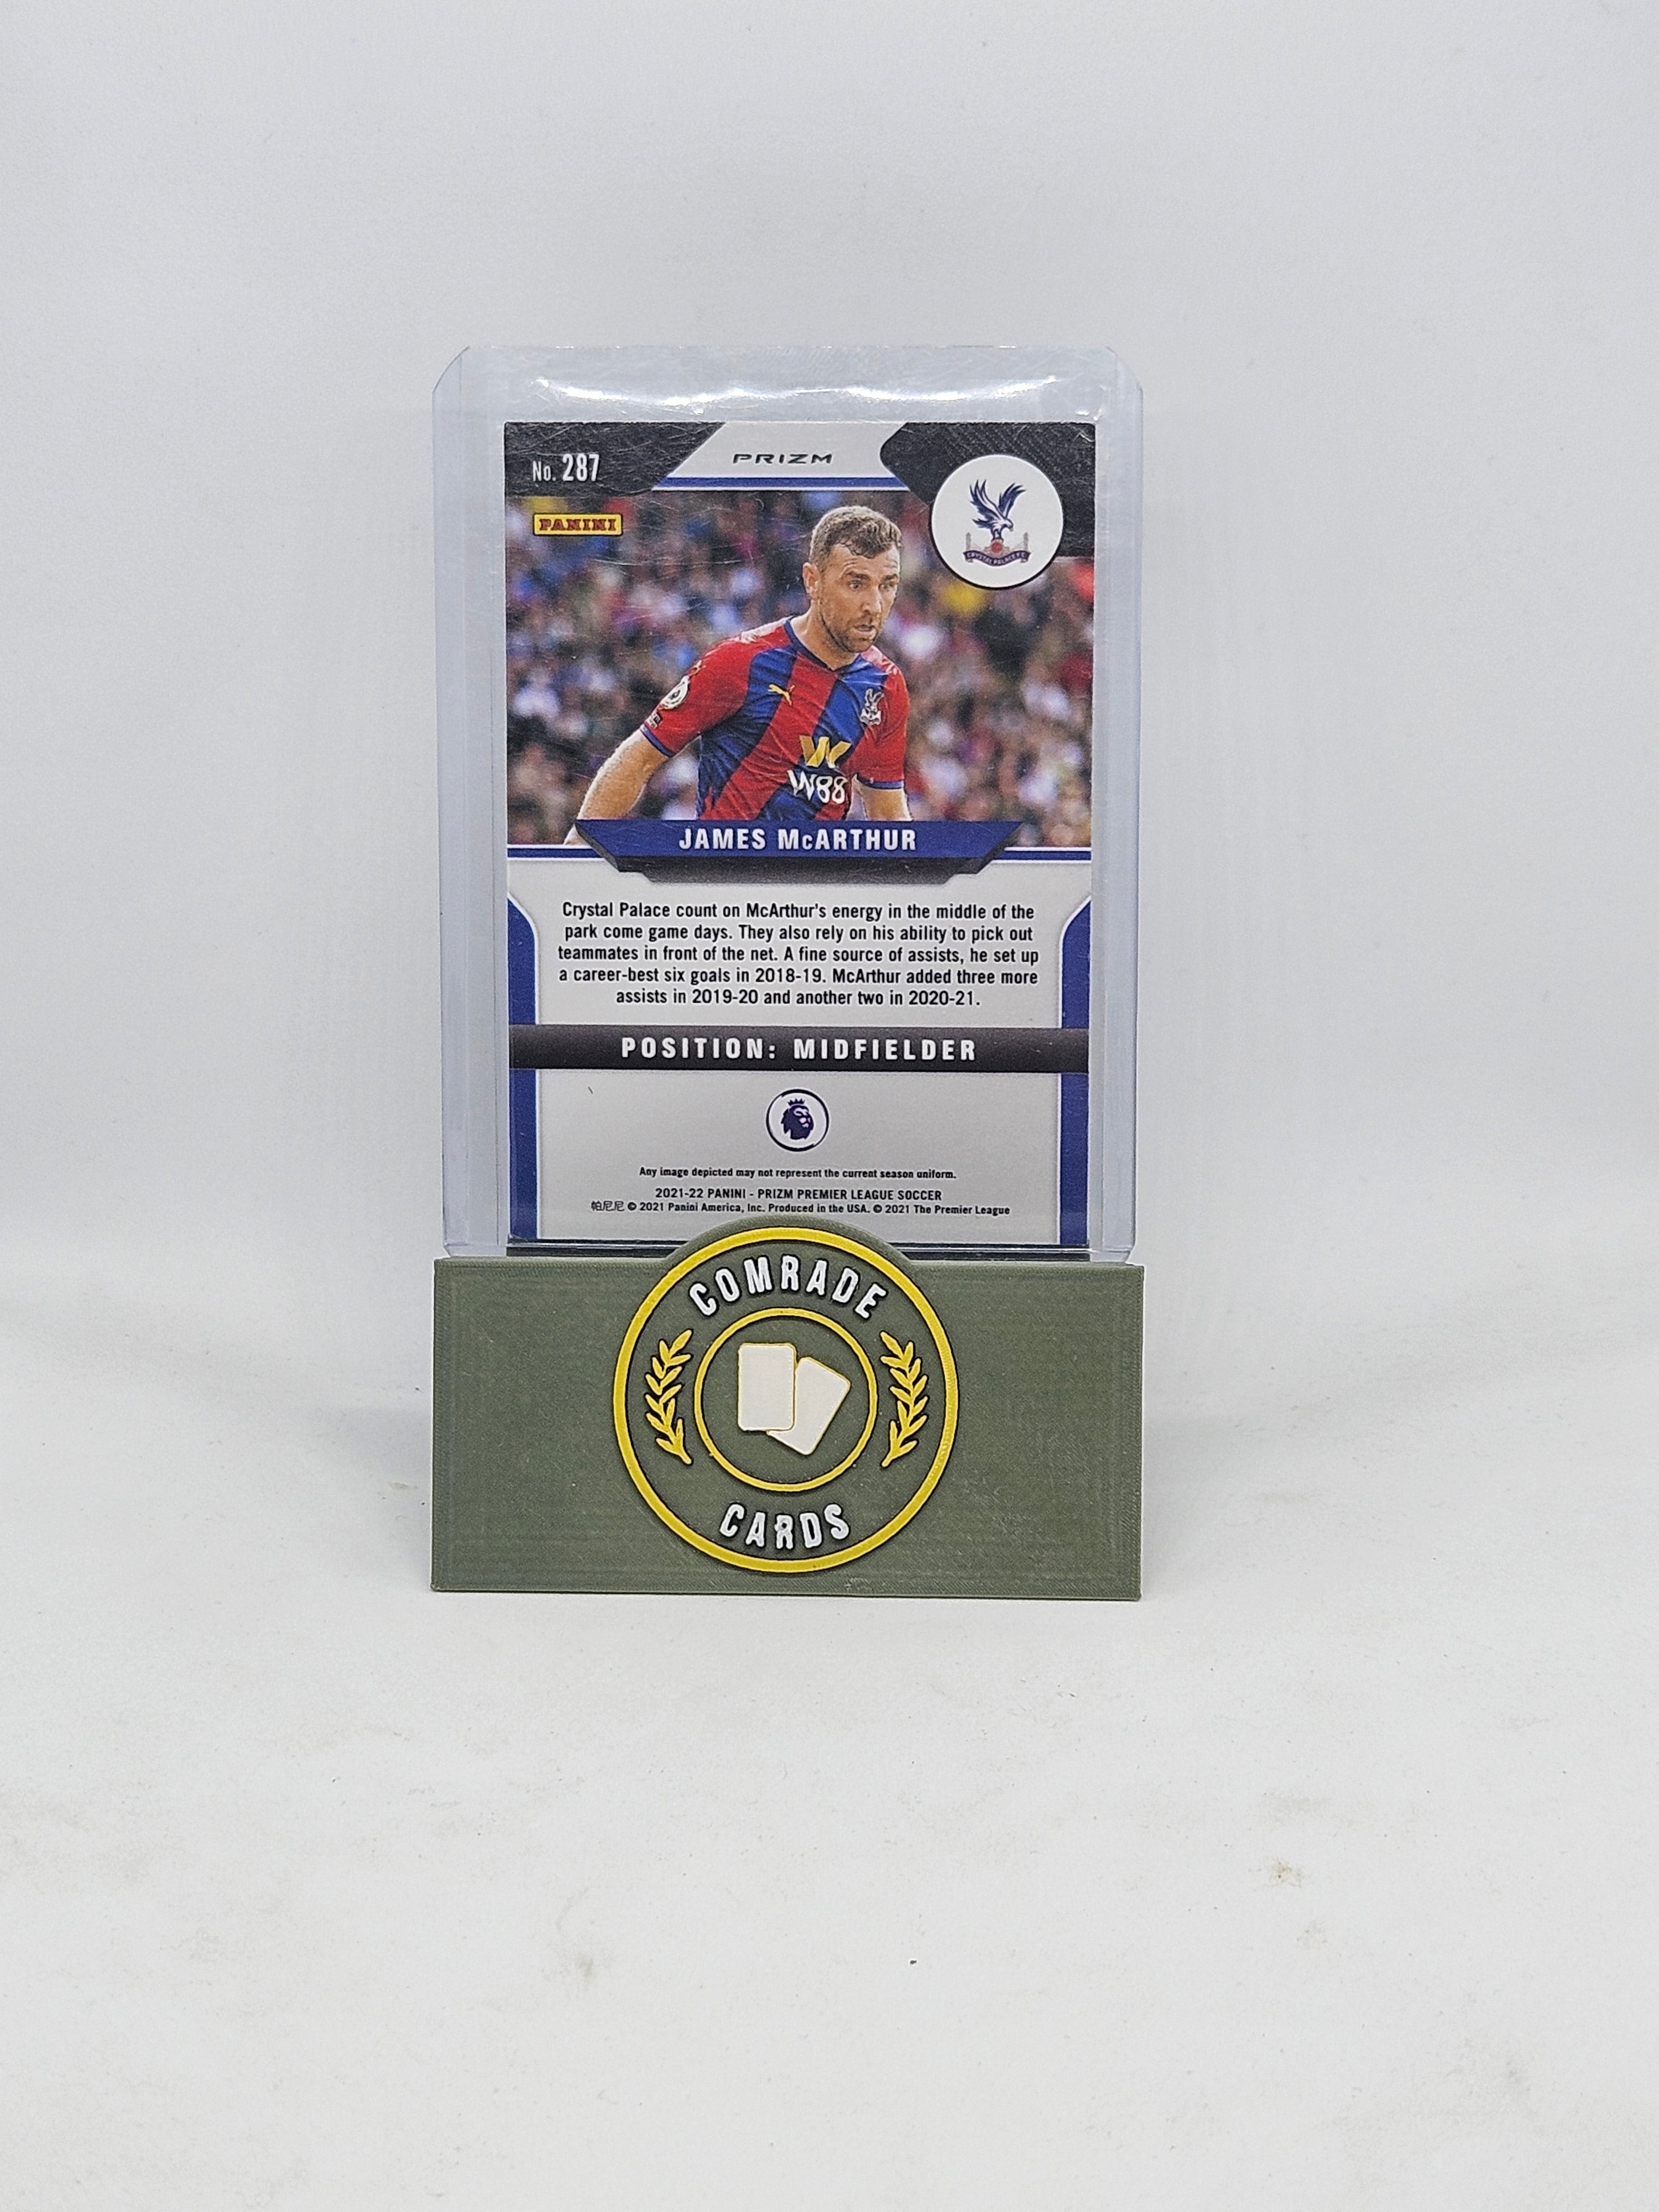 No. 287
PRIZM
PANINI
CRYSTAL PALACE F.C.
W88
JAMES McARTHUR
Crystal Palace count on McArthur's energy in the middle of the
park come game days. They also rely on his ability to pick out
teammates in front of the net. A fine source of assists, he set up
a career-best six goals in 2018-19. McArthur added three more
assists in 2019-20 and another two in 2020-21.
POSITION: MIDFIELDER
Any image depicted may not represent the current season uniform.
2021-22 PANINI - PRIZM PREMIER LEAGUE SOCCER
帕尼尼 © 2021 Panini America, Inc. Produced in the USA. © 2021 The Premier League
COMRADE
CARDS